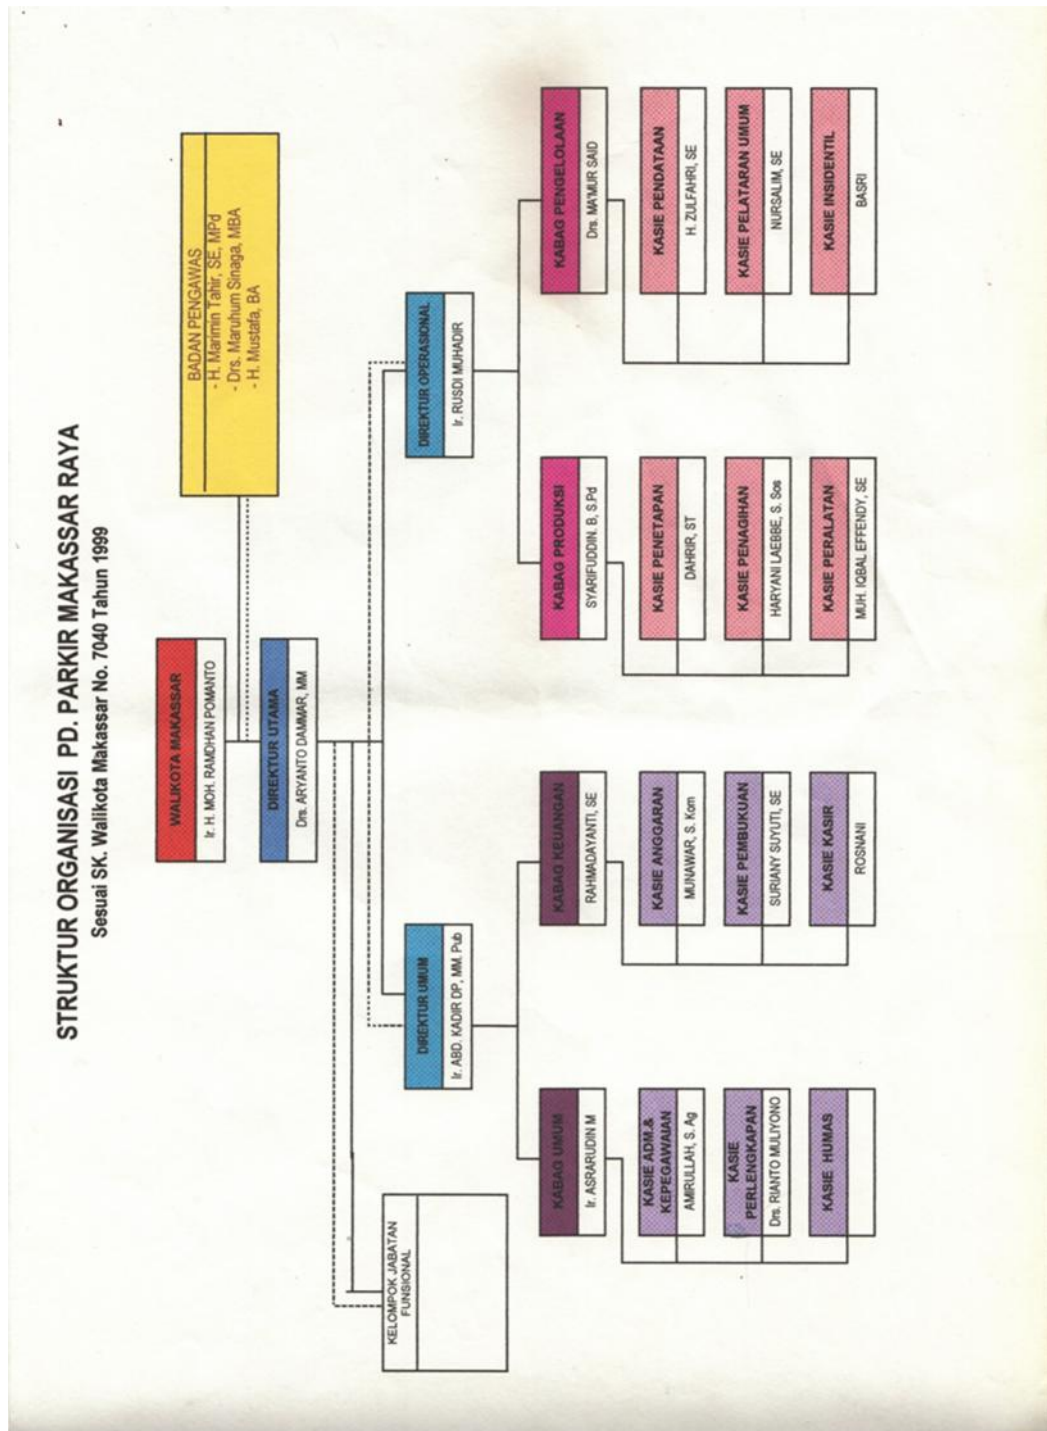 STRUKTUR ORGANISASI PD. PARKIR MAKASSAR RAYA
Sesuai SK. Walikota Makassar No. 7040 Tahun 1999
WALIKOTA MAKASSAR
Ir. H. MOH. RAMDHAN POMANTO
BADAN PENGAWAS
- H. Marimin Tahir, SE, MPd
- Drs. Maruhum Sinaga, MBA
- H. Mustafa, BA
DIREKTUR UTAMA
Drs. ARYANTO DAMMAR, MM
KELOMPOK JABATAN
FUNSIONAL
DIREKTUR UMUM
Ir. ABD. KADIR DP, MM. Pub
DIREKTUR OPERASIONAL
Ir. RUSDI MUHADIR
KABAG UMUM
Ir. ASRARUDIN M
KASIE ADM.&
KEPEGAWAIAN
AMIRULLAH, S. Ag
KASIE
PERLENGKAPAN
Drs. RIANTO MULIYONO
KASIE HUMAS
KABAG KEUANGAN
RAHMADAYANTI, SE
KASIE ANGGARAN
MUNAWAR, S. Kom
KASIE PEMBUKUAN
SURIANY SUYUTI, SE
KASIE KASIR
ROSNANI
KABAG PRODUKSI
SYARIFUDDIN. B, S.Pd
KASIE PENETAPAN
DAHRIR, ST
KASIE PENAGIHAN
HARYANI LAEBBE, S. Sos
KASIE PERALATAN
MUH. IQBAL EFFENDY, SE
KABAG PENGELOLAAN
Drs. MA'MUR SAID
KASIE PENDATAAN
H. ZULFAHRI, SE
KASIE PELATARAN UMUM
NURSALIM, SE
KASIE INSIDENTIL
BASRI